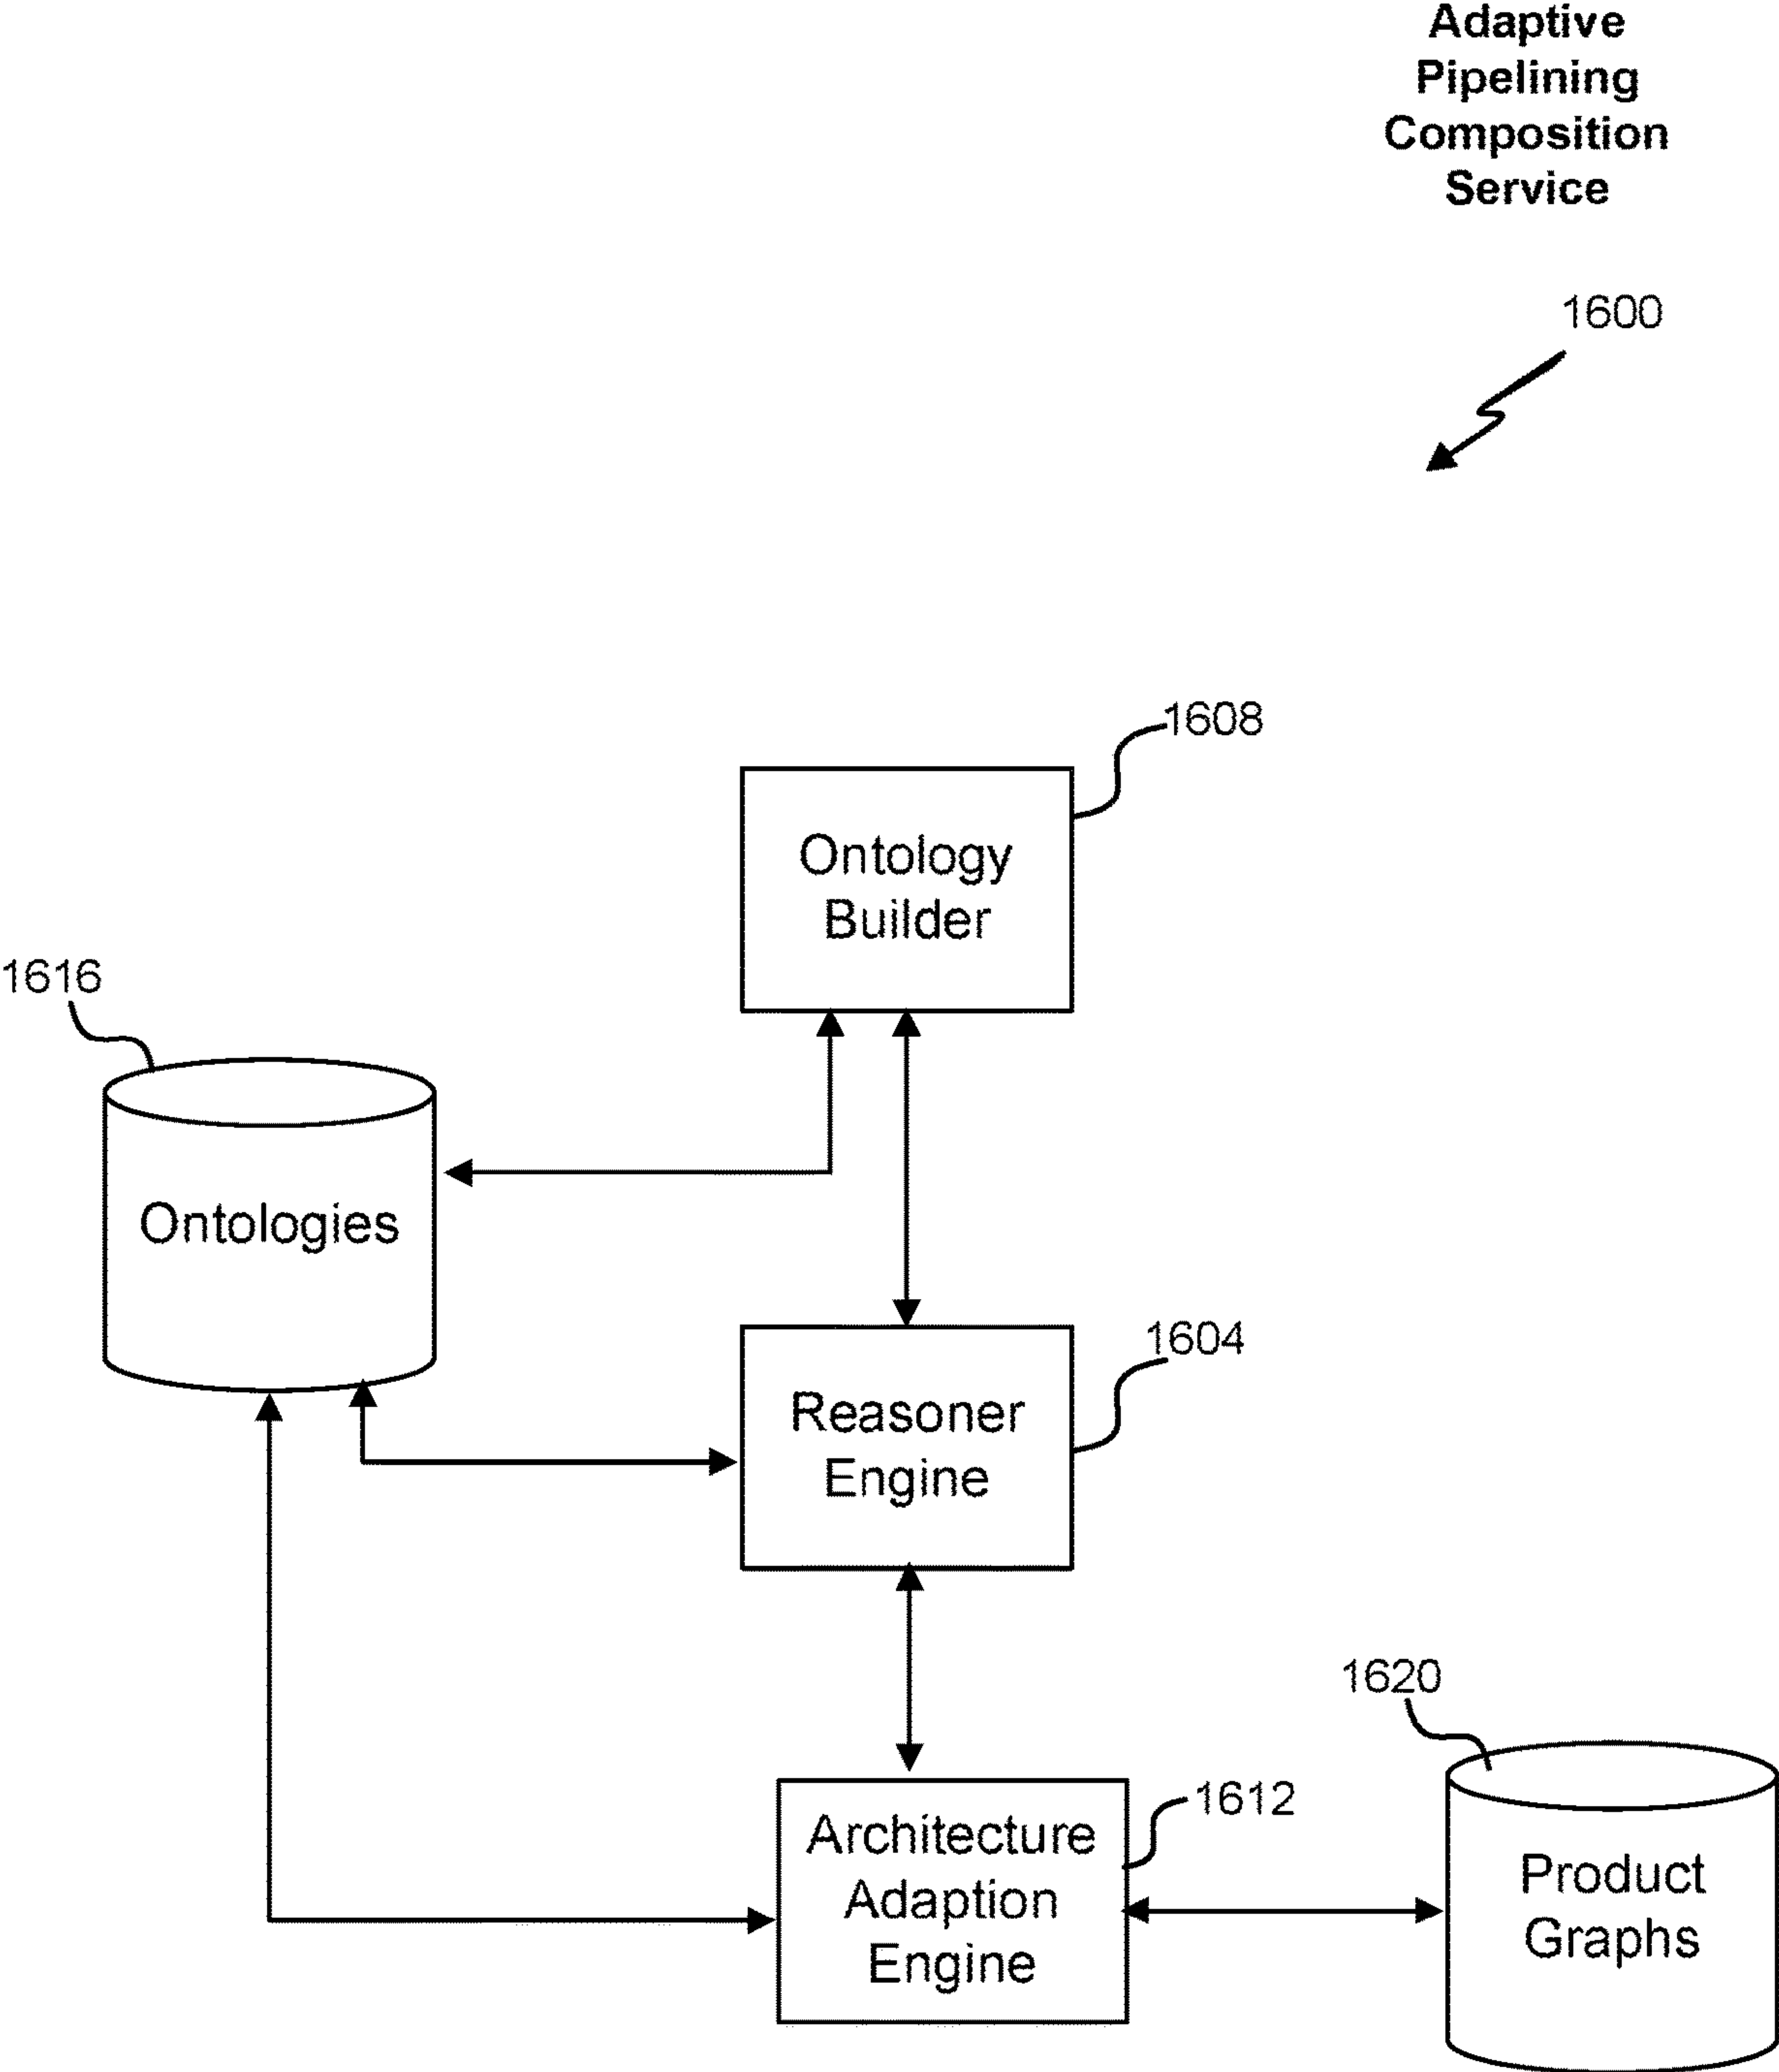 Adaptive
Pipelining
Composition
Service
1600
1608
Ontology
Builder
1616
Ontologies
1604
Reasoner
Engine
1620
1612
Architecture
Adaption
Engine
Product
Graphs